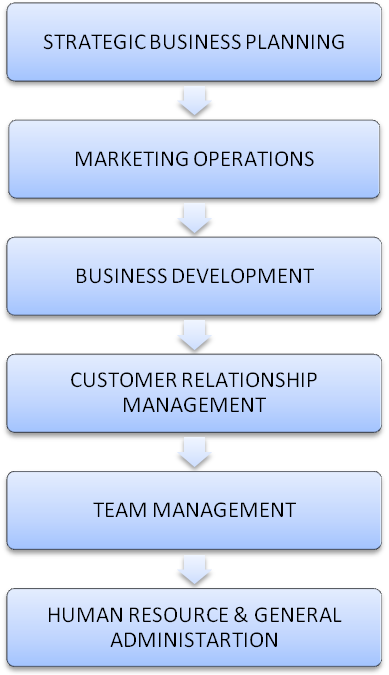 STRATEGIC BUSINESS PLANNING
MARKETING OPERATIONS
BUSINESS DEVELOPMENT
CUSTOMER RELATIONSHIP
MANAGEMENT
TEAM MANAGEMENT
HUMAN RESOURCE & GENERAL
ADMINISTARTION